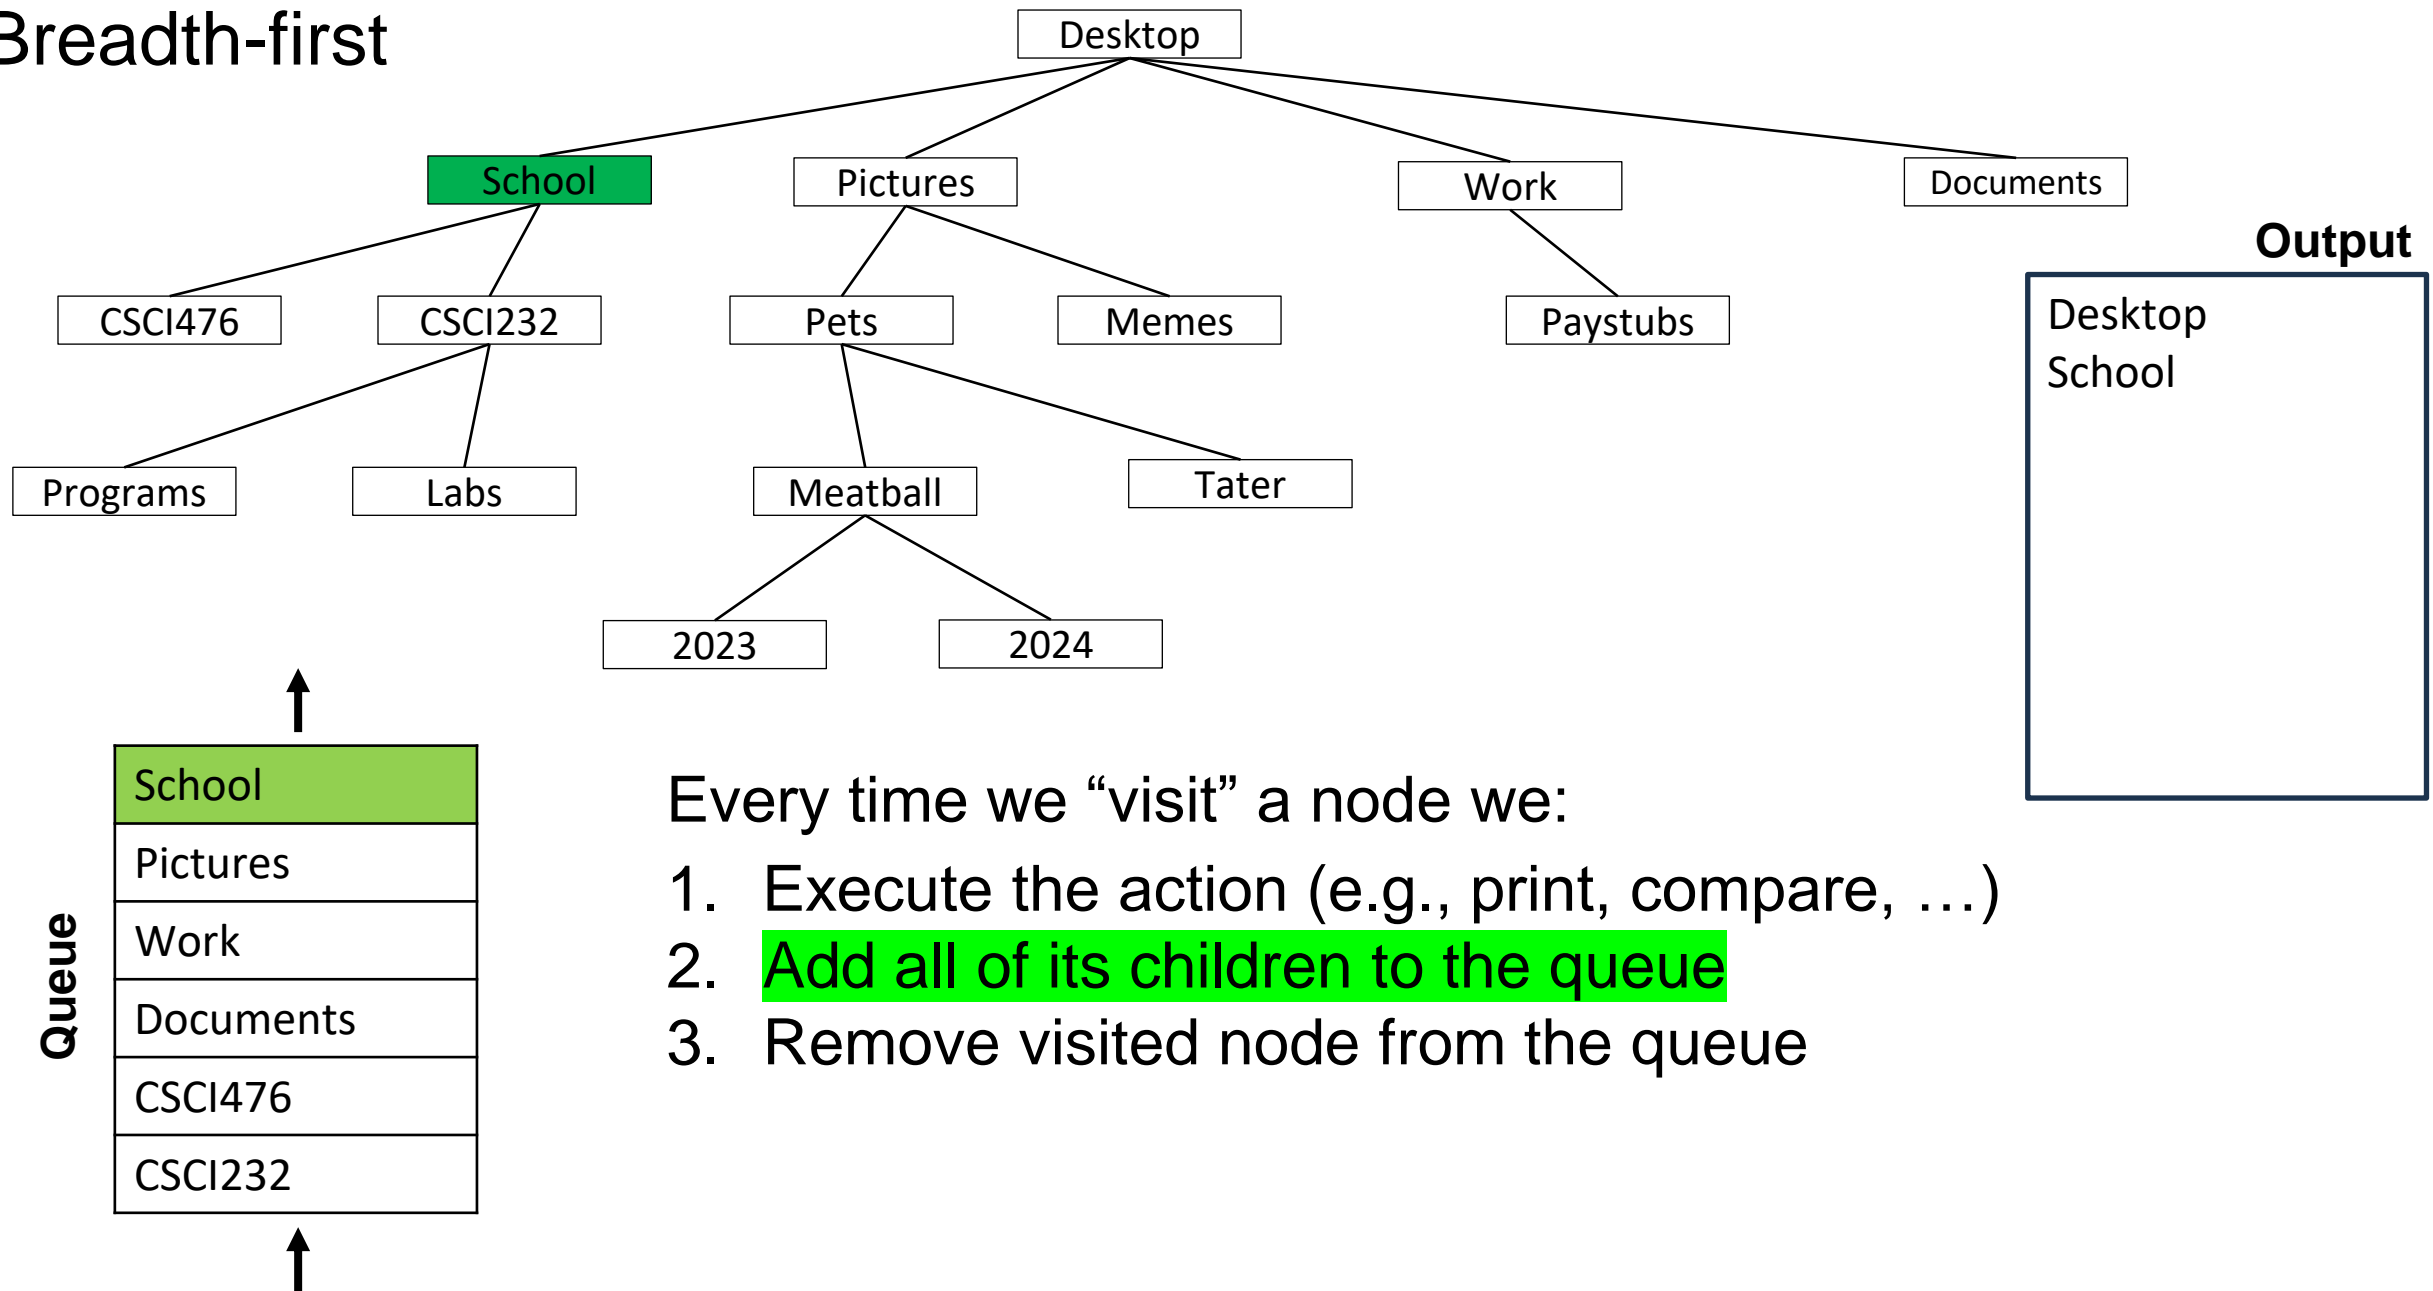 Breadth-first
Desktop
School
Pictures
Work
Documents
CSCI476
CSCI232
Pets
Memes
Paystubs
Programs
Labs
Meatball
Tater
2023
2024
Output
Desktop
School
Queue
School
Pictures
Work
Documents
CSCI476
CSCI232
Every time we “visit” a node we:
1. Execute the action (e.g., print, compare, …)
2. Add all of its children to the queue
3. Remove visited node from the queue